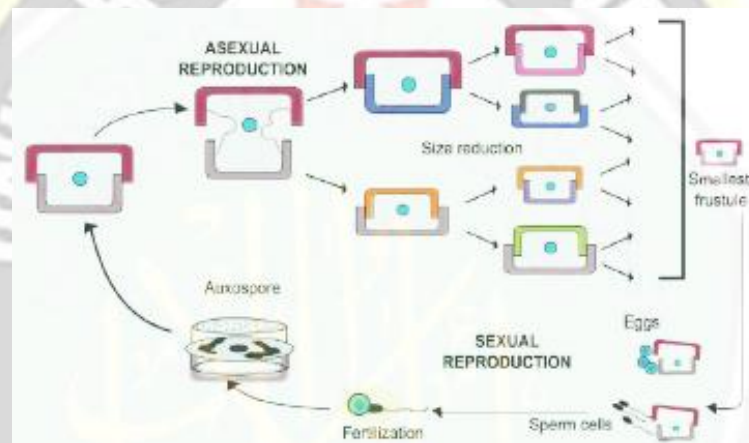 ASEXUAL
REPRODUCTION
Size reduction
Smallest
frustule
Auxospore
Eggs
SEXUAL
REPRODUCTION
Sperm cells
Fertilization